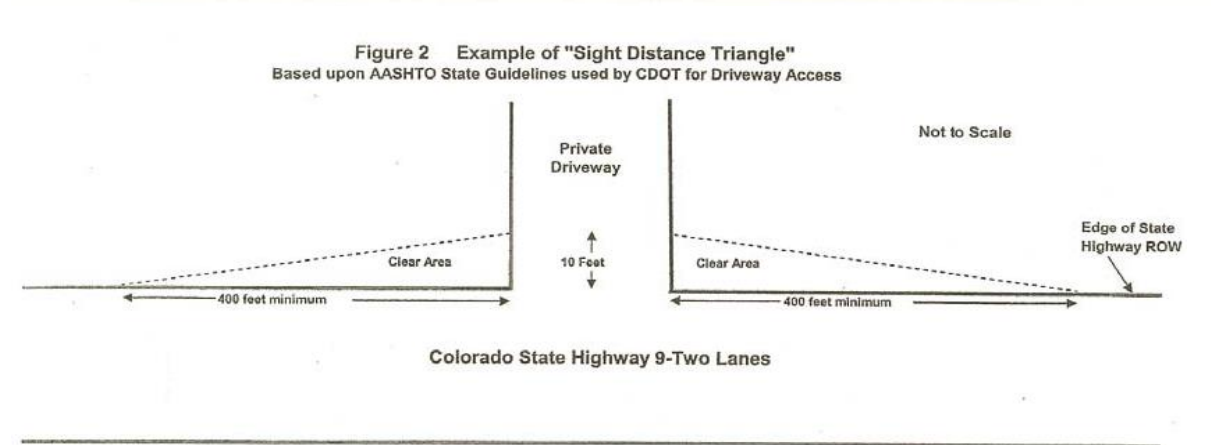 Figure 2 Example of "Sight Distance Triangle"
Based upon AASHTO State Guidelines used by CDOT for Driveway Access
Not to Scale
Private
Driveway
Edge of State
Highway ROW
Clear Area
10 Feet
Clear Area
400 feet minimum
400 feet minimum
Colorado State Highway 9-Two Lanes